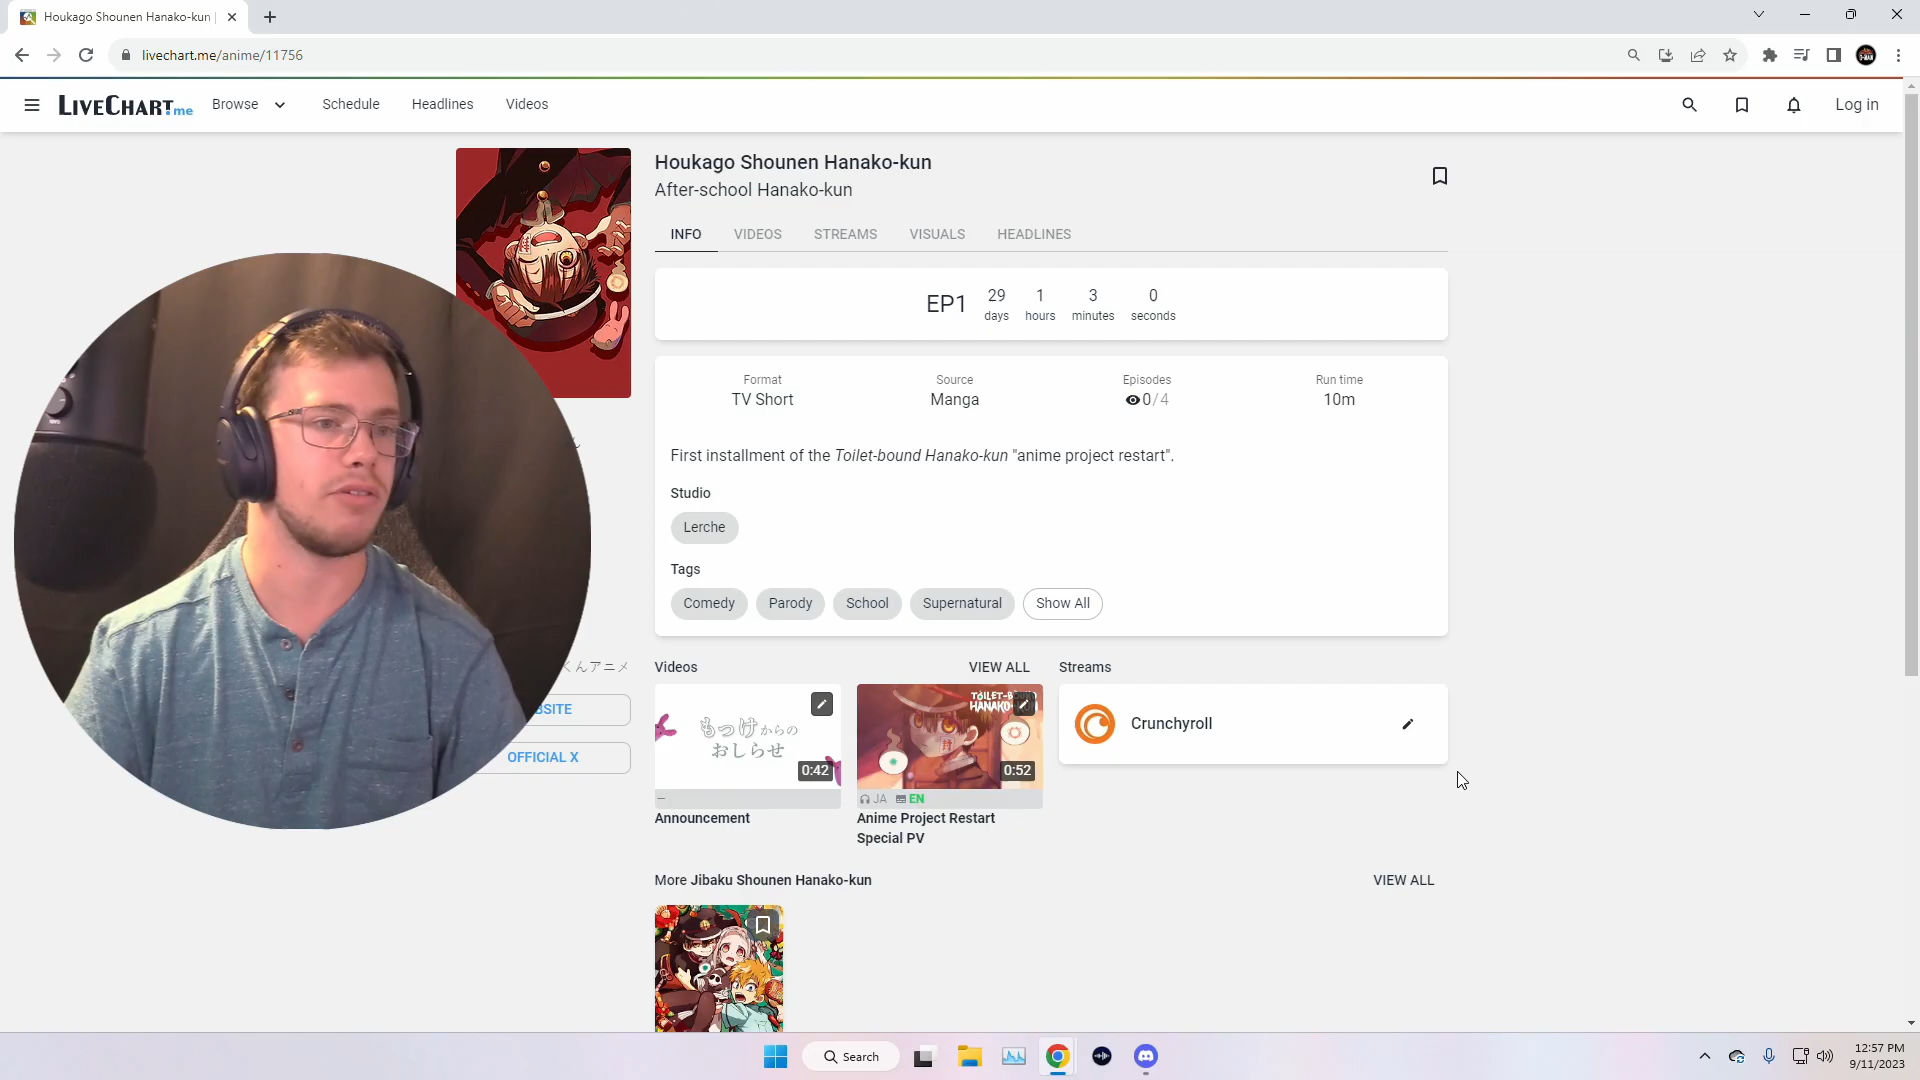 Houkago Shounen Hanako-kun |
livechart.me/anime/11756
LIVECHART.me
Browse
Schedule
Headlines
Videos
Log in
Houkago Shounen Hanako-kun
After-school Hanako-kun
INFO
VIDEOS
STREAMS
VISUALS
HEADLINES
EP1
29 1 3 0
days hours minutes seconds
Format Source Episodes Run time
TV Short Manga 0/4 10m
First installment of the Toilet-bound Hanako-kun "anime project restart".
Studio
Lerche
Tags
Comedy Parody School Supernatural Show All
くんアニメ
SITE
OFFICIAL X
Videos VIEW ALL Streams
もっけからの
おしらせ
0:42
TOILET-BOUND
HANAKO-KUN
0:52
Crunchyroll
JA EN
Announcement
Anime Project Restart
Special PV
More Jibaku Shounen Hanako-kun VIEW ALL
Search
12:57 PM
9/11/2023